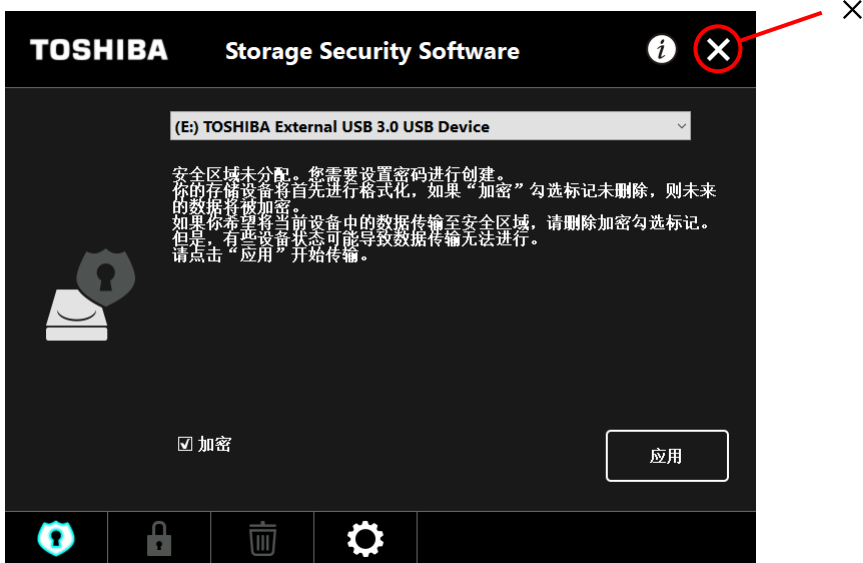 TOSHIBA Storage Security Software
(E:) TOSHIBA External USB 3.0 USB Device
安全区域未分配。您需要设置密码进行创建。
你的存储设备将首先进行格式化，如果“加密”勾选标记未删除，则未来
的数据将被加密。
如果你希望将当前设备中的数据传输至安全区域，请删除加密勾选标记。
但是，有些设备状态可能导致数据传输无法进行。
请点击“应用”开始传输。
加密
应用